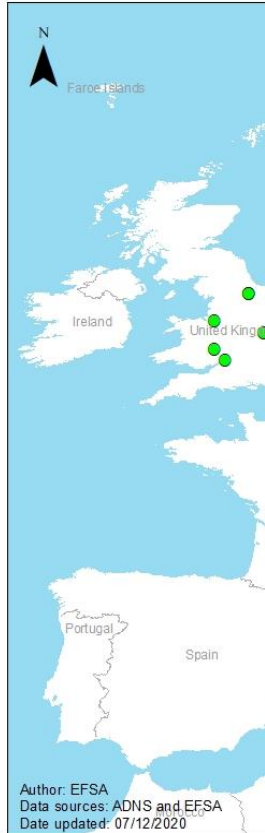 N
Faroe Islands
Ireland
United King
Portugal
Spain
Morocco
Author: EFSA
Data sources: ADNS and EFSA
Date updated: 07/12/2020